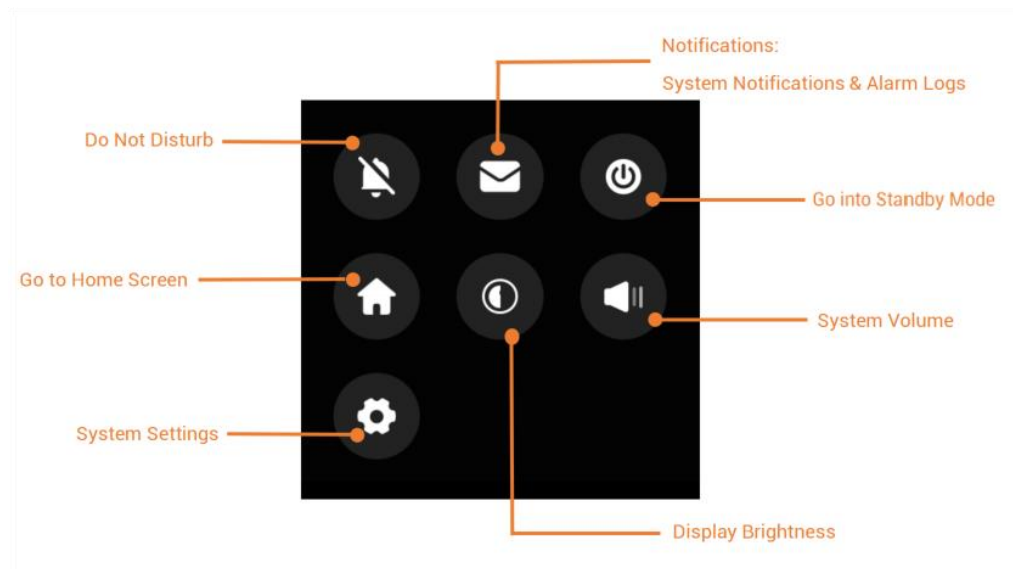 Notifications:
System Notifications & Alarm Logs
Do Not Disturb
Go into Standby Mode
Go to Home Screen
System Volume
System Settings
Display Brightness